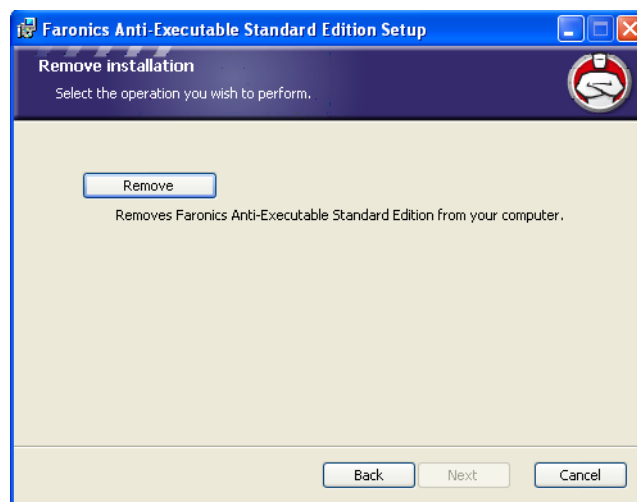 Faronics Anti-Executable Standard Edition Setup
Remove installation
Select the operation you wish to perform.
Remove
Removes Faronics Anti-Executable Standard Edition from your computer.
Back
Next
Cancel